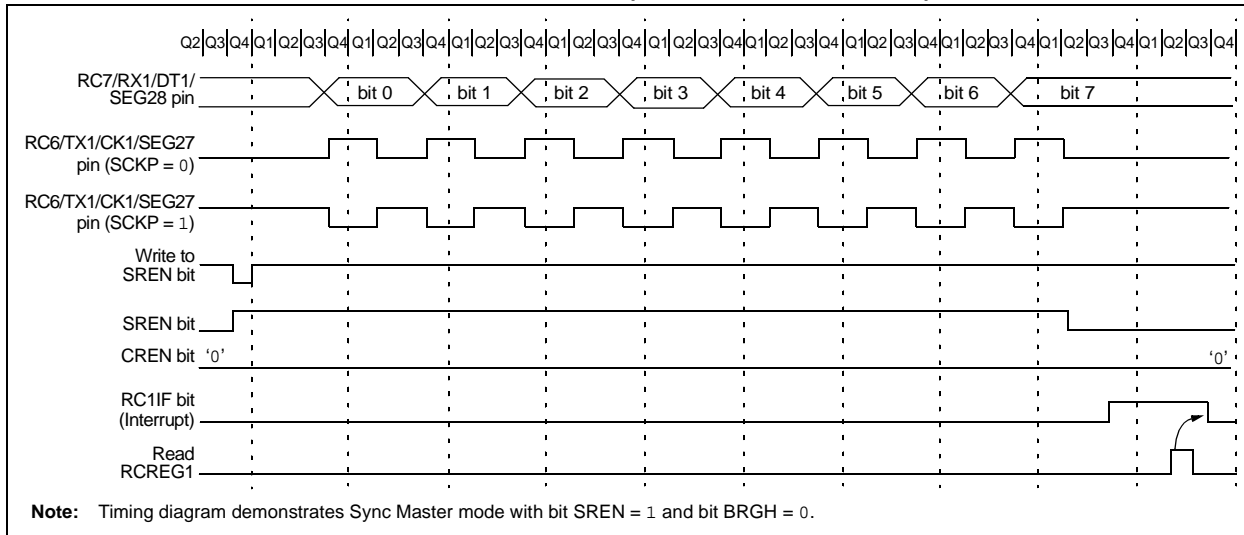 Q2 Q3 Q4 Q1 Q2 Q3 Q4 Q1 Q2 Q3 Q4 Q1 Q2 Q3 Q4 Q1 Q2 Q3 Q4 Q1 Q2 Q3 Q4 Q1 Q2 Q3 Q4 Q1 Q2 Q3 Q4 Q1 Q2 Q3 Q4 Q1 Q2 Q3 Q4 Q1 Q2 Q3 Q4
RC7/RX1/DT1/
SEG28 pin
bit 0 bit 1 bit 2 bit 3 bit 4 bit 5 bit 6 bit 7
RC6/TX1/CK1/SEG27
pin (SCKP = 0)
RC6/TX1/CK1/SEG27
pin (SCKP = 1)
Write to
SREN bit
SREN bit
CREN bit ‘0’ ‘0’
RC1IF bit
(Interrupt)
Read
RCREG1
Note: Timing diagram demonstrates Sync Master mode with bit SREN = 1 and bit BRGH = 0.